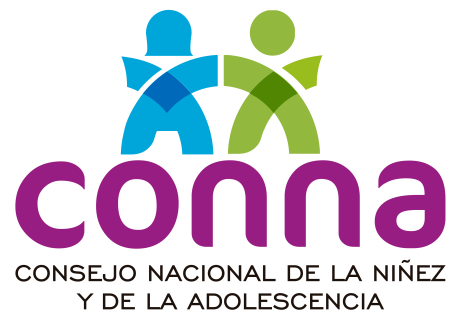 conna
CONSEJO NACIONAL DE LA NIÑEZ
Y DE LA ADOLESCENCIA